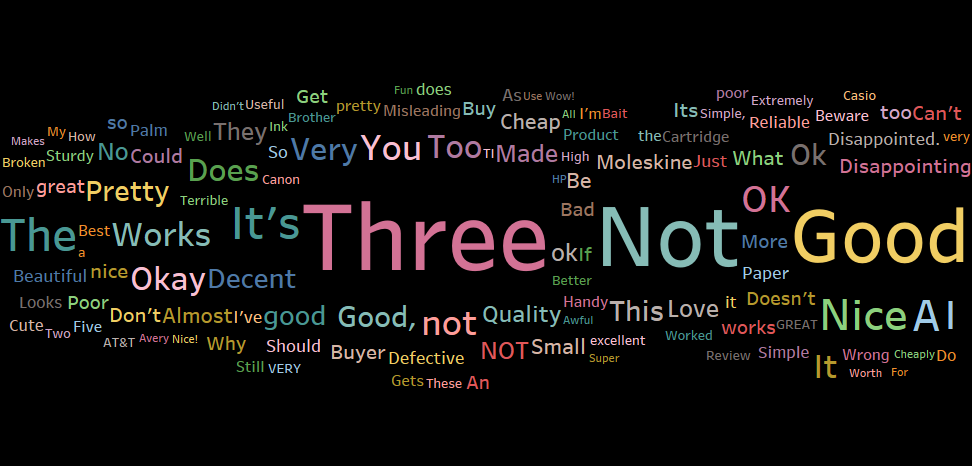 Fun does
As Use Wow!
poor Extremely Casio
Didn't Useful Get pretty Misleading Buy
Its Simple, Reliable Beware too Can't
My How so Palm Well They Ink Brother
Cheap All I'm Bait
Makes
Sturdy No Could So Very You Too TI Made High
Product the Cartridge
Disappointed. very
Broken Does Canon
Moleskine Just What Ok Disappointing
Only great Pretty Terrible HP Be
Bad OK
The Best Works It's Three ok If Not More Good
a
Beautiful nice Okay Decent Better Paper
Looks Poor Don't Almost I've good Good, not Quality Handy This Love it Doesn't Nice A I
Cute Two Five Awful Worked works GREAT
AT&T Avery Nice! Why Should Buyer Defective NOT Small excellent
Super Review Simple It Wrong Cheaply Do
Still VERY Gets These An Worth For